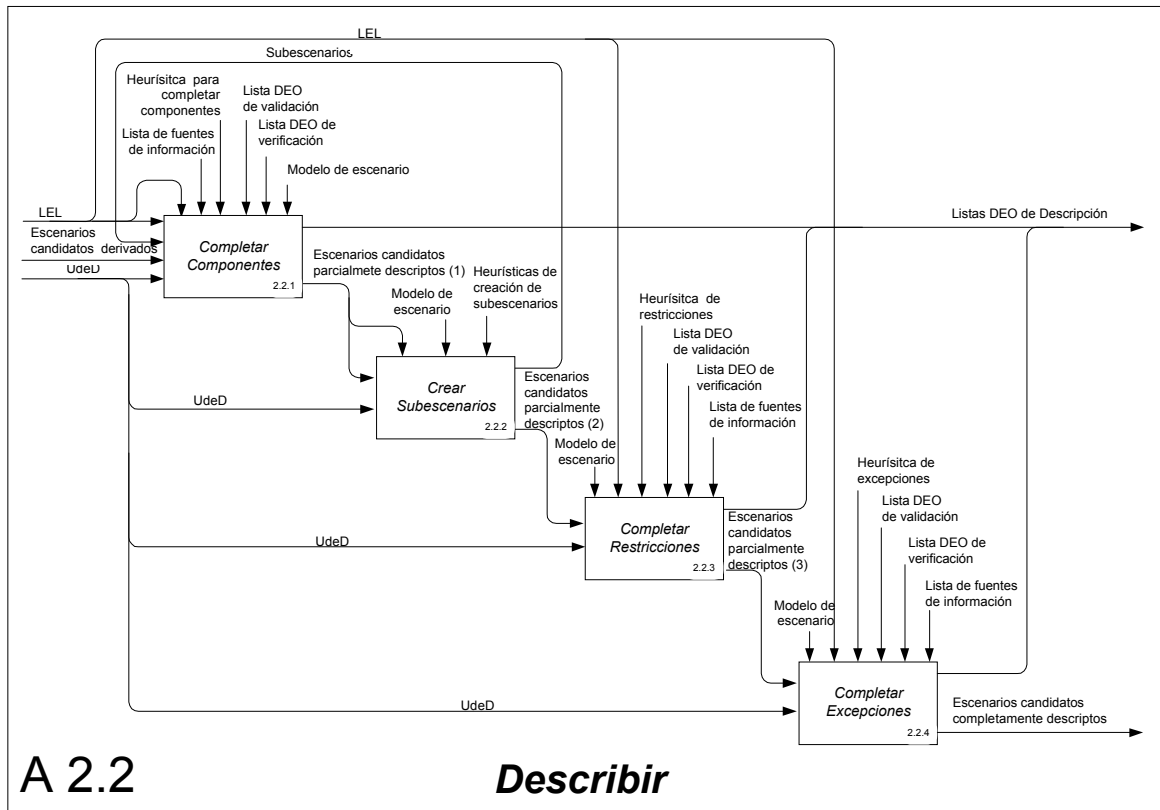 LEL
Subescenarios
Heurísitca para
completar
componentes
Lista DEO
de validación
Lista de fuentes
de información
Lista DEO de
verificación
Modelo de escenario
LEL
Escenarios
candidatos derivados
UdeD
Completar
Componentes
2.2.1
Listas DEO de Descripción
Escenarios candidatos
parcialmete descriptos (1)
Modelo de
escenario
Heurísticas de
creación de
subescenarios
Crear
Subescenarios
2.2.2
UdeD
Escenarios
candidatos
parcialmente
descriptos (2)
Heurísitca de
restricciones
Lista DEO
de validación
Lista DEO de
verificación
Lista de fuentes
de información
Modelo de
escenario
Completar
Restricciones
2.2.3
UdeD
Escenarios
candidatos
parcialmente
descriptos (3)
Heurísitca de
excepciones
Lista DEO
de validación
Lista DEO de
verificación
Lista de fuentes
de información
Modelo de
escenario
Completar
Excepciones
2.2.4
UdeD
Escenarios candidatos
completamente descriptos
A 2.2
Describir